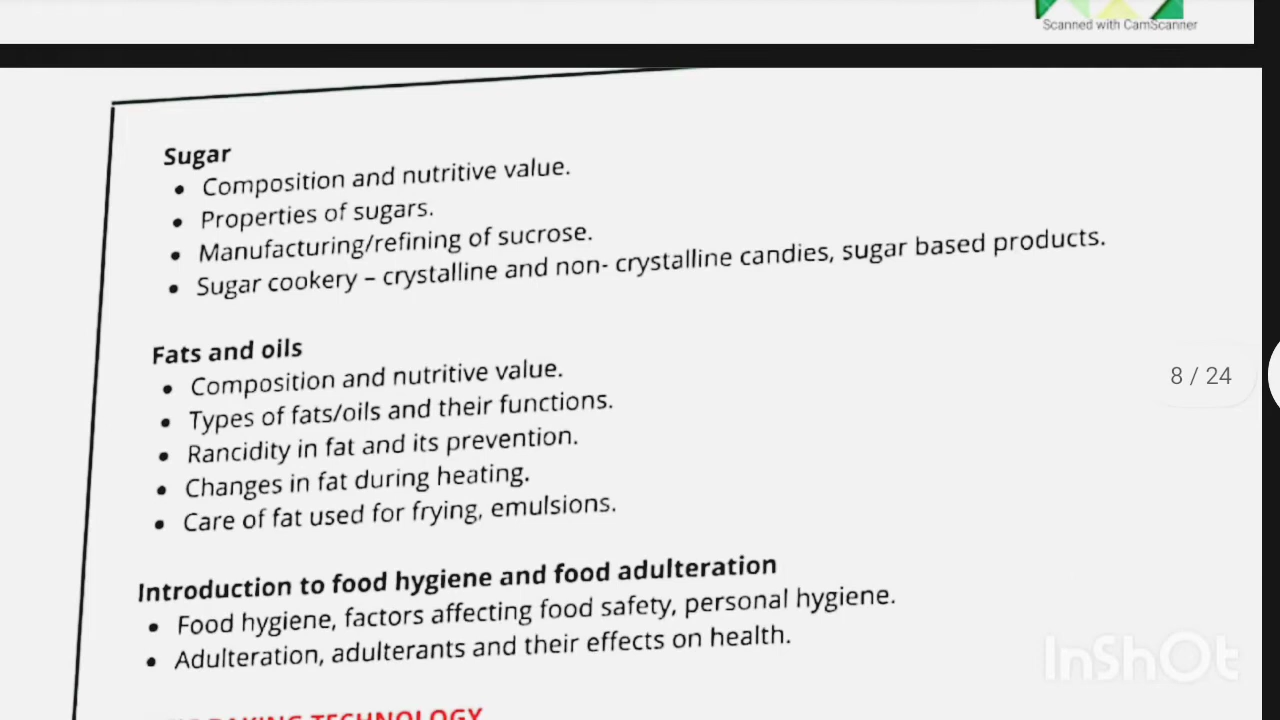 Scanned with CamScanner
Sugar
• Composition and nutritive value.
• Properties of sugars.
• Manufacturing/refining of sucrose.
• Sugar cookery – crystalline and non- crystalline candies, sugar based products.
Fats and oils
• Composition and nutritive value.
• Types of fats/oils and their functions.
• Rancidity in fat and its prevention.
• Changes in fat during heating.
• Care of fat used for frying, emulsions.
8 / 24
Introduction to food hygiene and food adulteration
• Food hygiene, factors affecting food safety, personal hygiene.
• Adulteration, adulterants and their effects on health.
InShOt
TECHNOLOGY